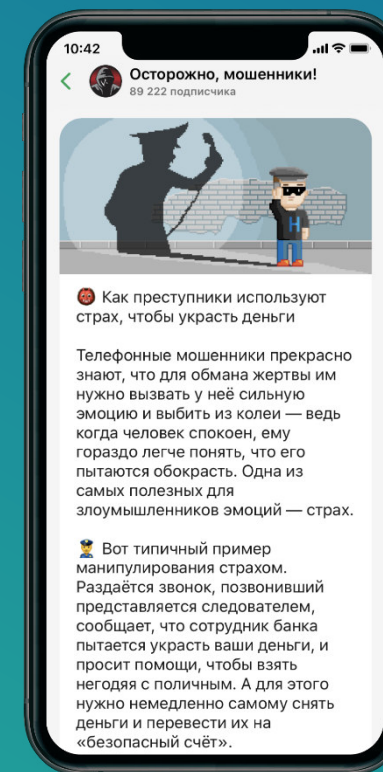 10:42
Осторожно, мошенники!
89 222 подписчика
H
👹 Как преступники используют
страх, чтобы украсть деньги
Телефонные мошенники прекрасно
знают, что для обмана жертвы им
нужно вызвать у неё сильную
эмоцию и выбить из колеи — ведь
когда человек спокоен, ему
гораздо легче понять, что его
пытаются обокрасть. Одна из
самых полезных для
злоумышленников эмоций — страх.
👮 Вот типичный пример
манипулирования страхом.
Раздаётся звонок, позвонивший
представляется следователем,
сообщает, что сотрудник банка
пытается украсть ваши деньги, и
просит помощи, чтобы взять
негодяя с поличным. А для этого
нужно немедленно самому снять
деньги и перевести их на
«безопасный счёт».